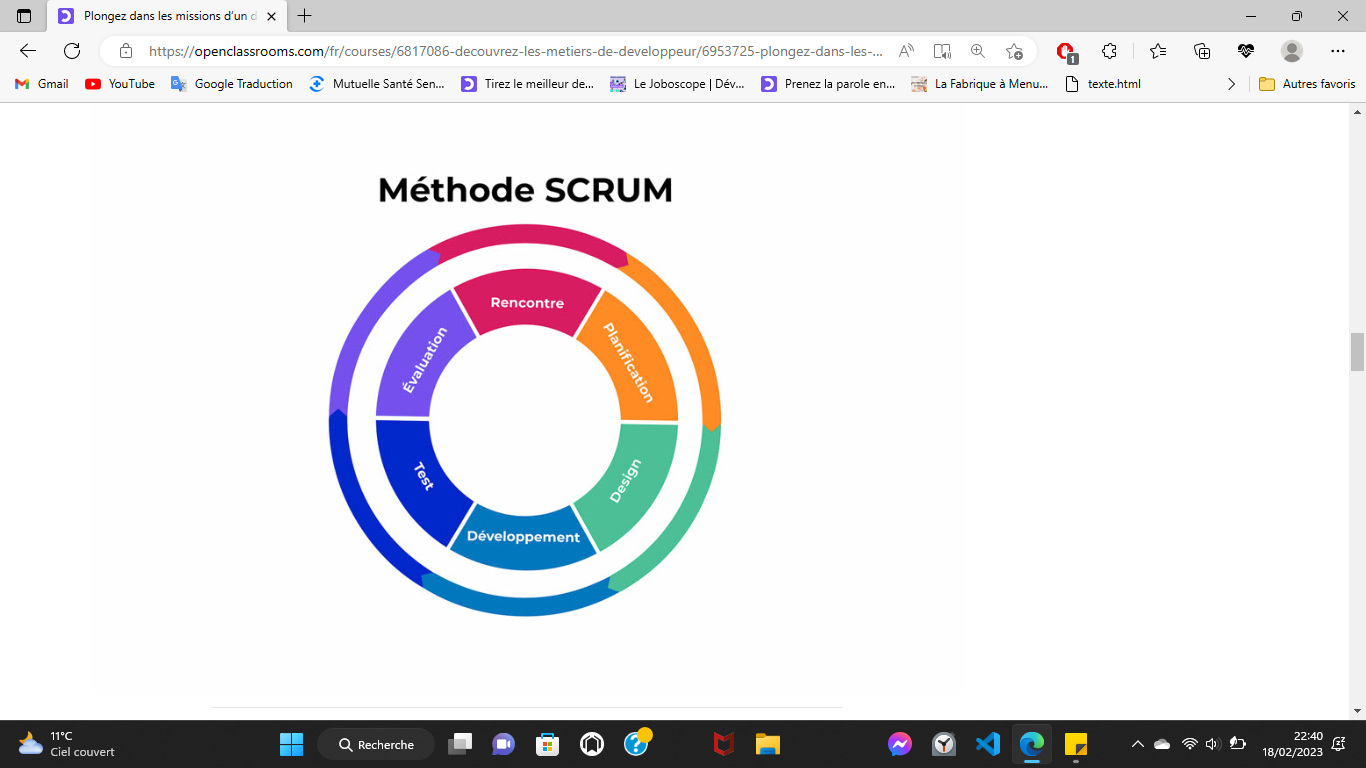 Plongez dans les missions d'un d
https://openclassrooms.com/fr/courses/6817086-decouvrez-les-metiers-de-developpeur/6953725-plongez-dans-les-...
1
Gmail
YouTube
Google Traduction
Mutuelle Santé Sen...
Tirez le meilleur de...
Le Joboscope | Dév...
Prenez la parole en...
La Fabrique à Menu...
texte.html
Autres favoris
Méthode SCRUM
Rencontre
Planification
Design
Développement
Test
Évaluation
11°C
Ciel couvert
Recherche
22:40
18/02/2023